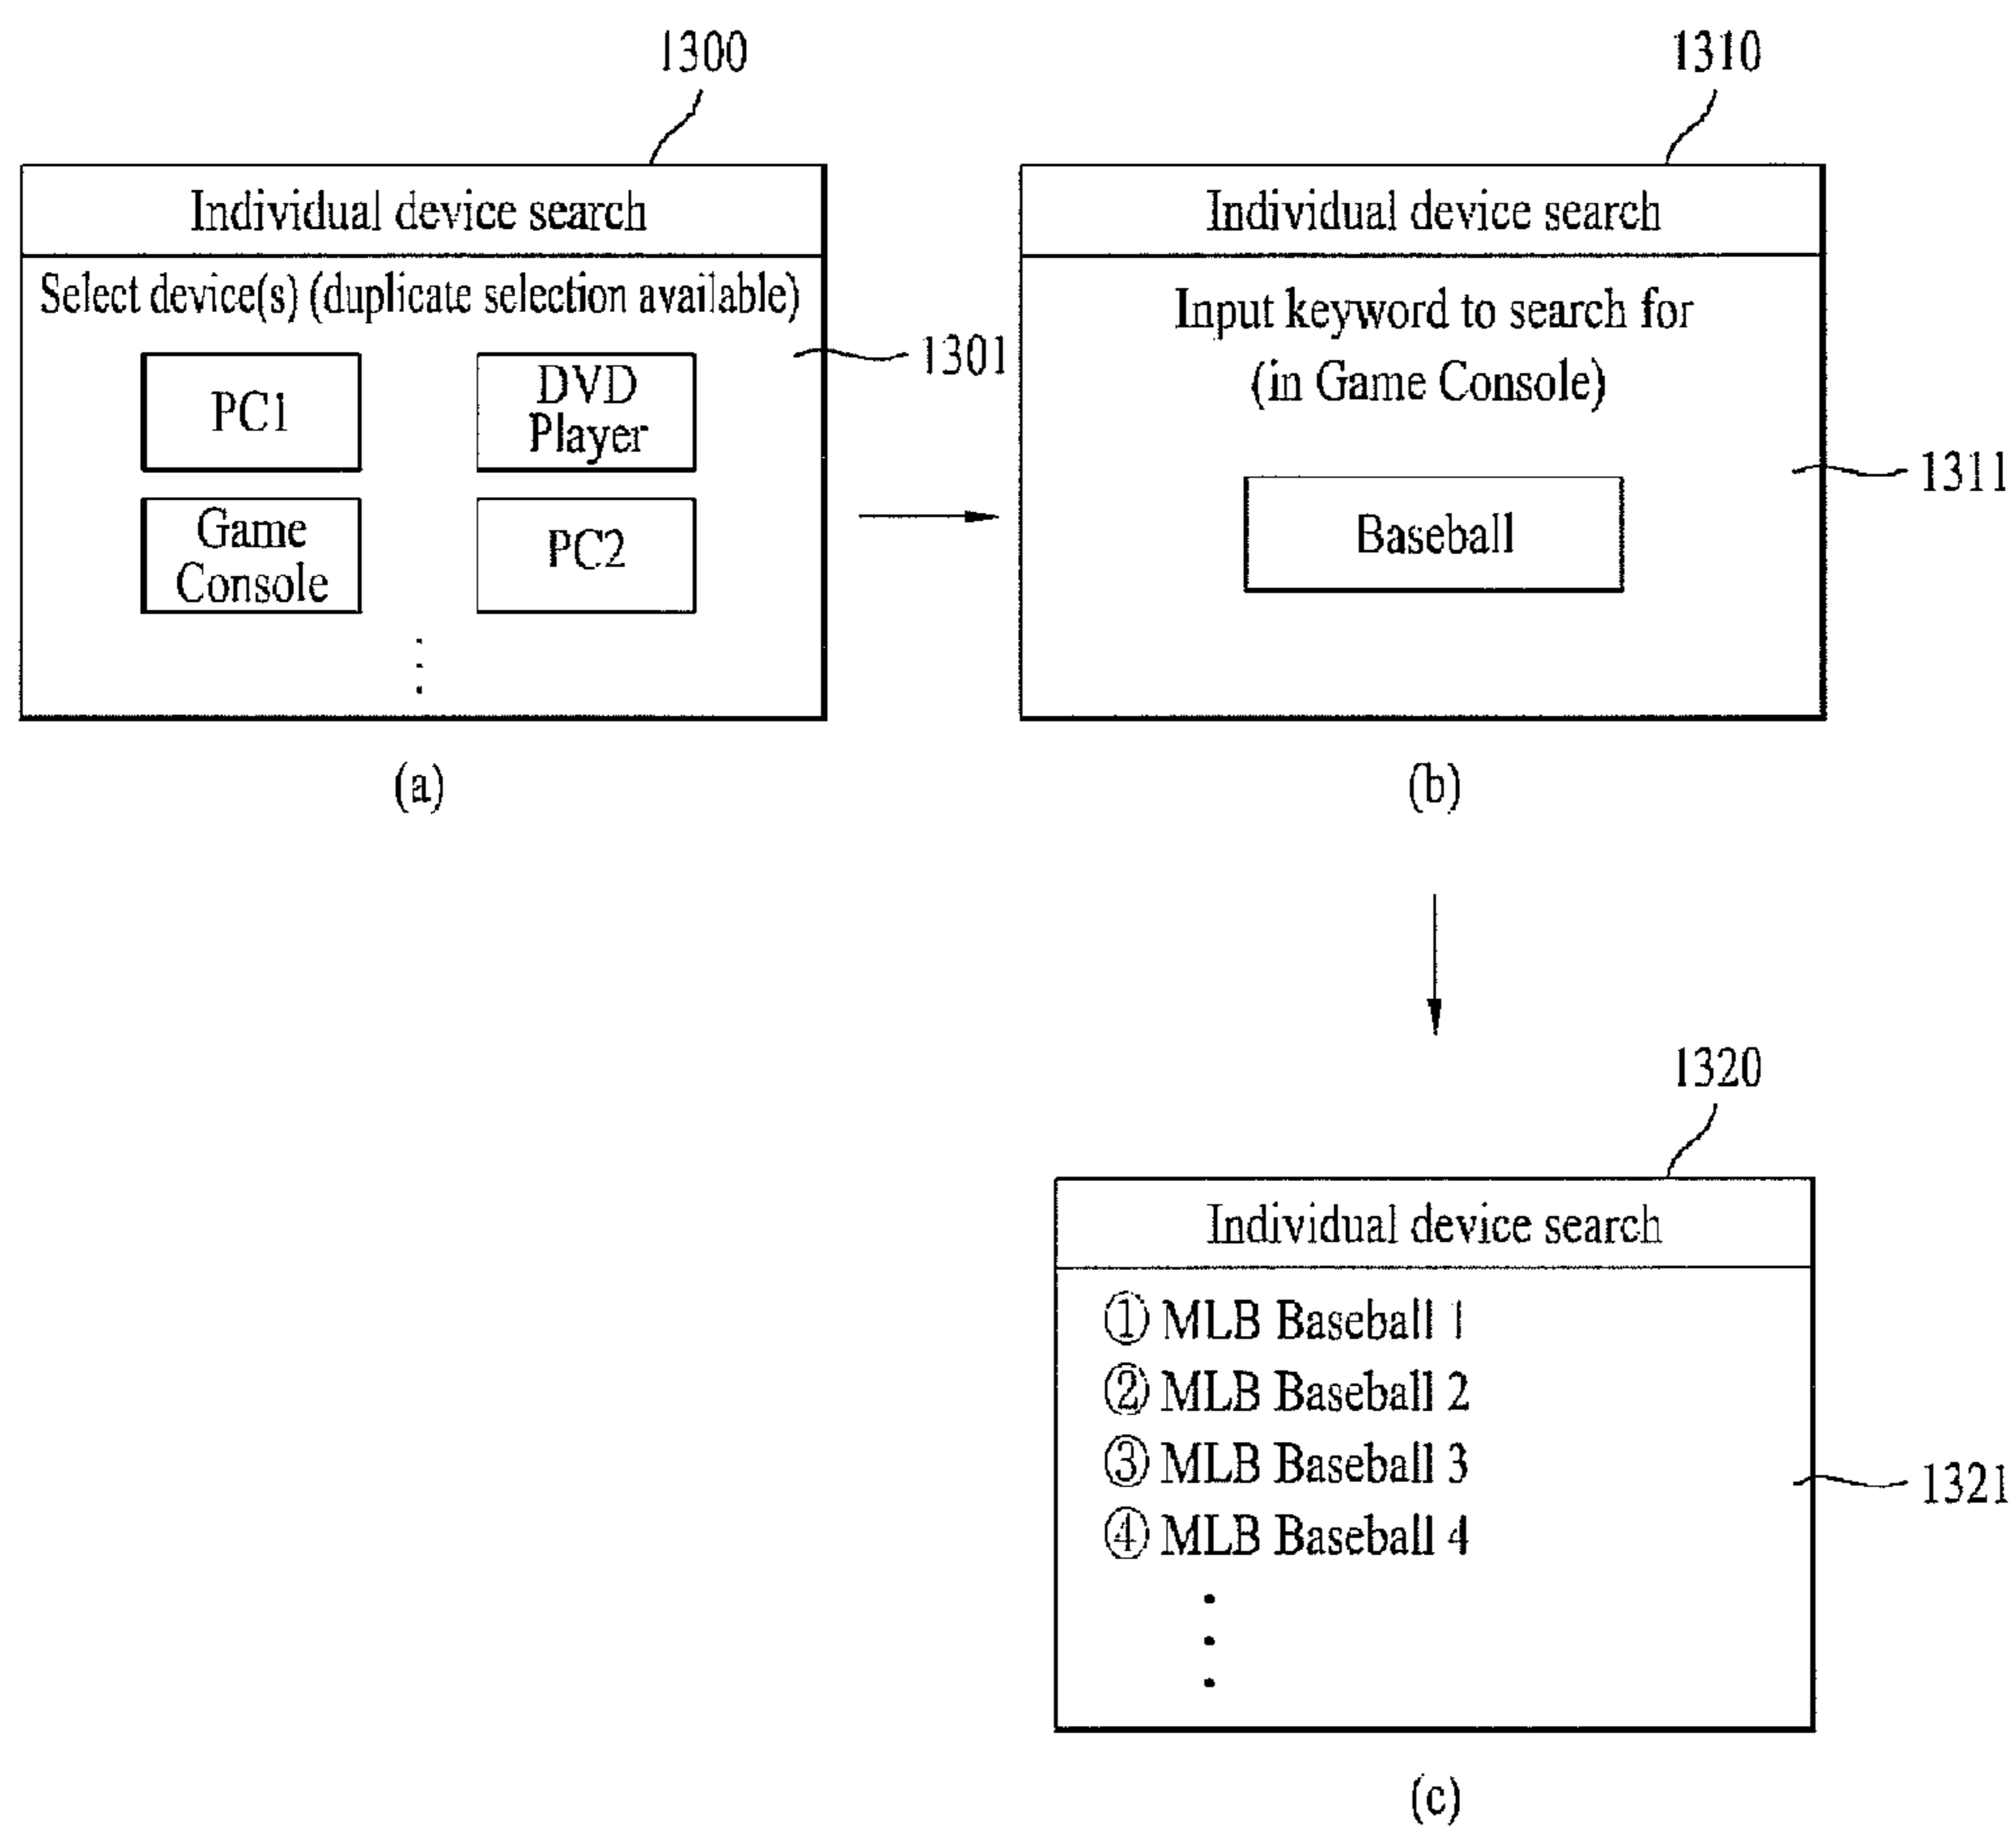 1300
Individual device search
Select device(s) (duplicate selection available)
1301
PC1
DVD
Player
Game
Console
PC2
(a)
1310
Individual device search
Input keyword to search for
(in Game Console)
1311
Baseball
(b)
1320
Individual device search
① MLB Baseball 1
② MLB Baseball 2
③ MLB Baseball 3
④ MLB Baseball 4
1321
(c)